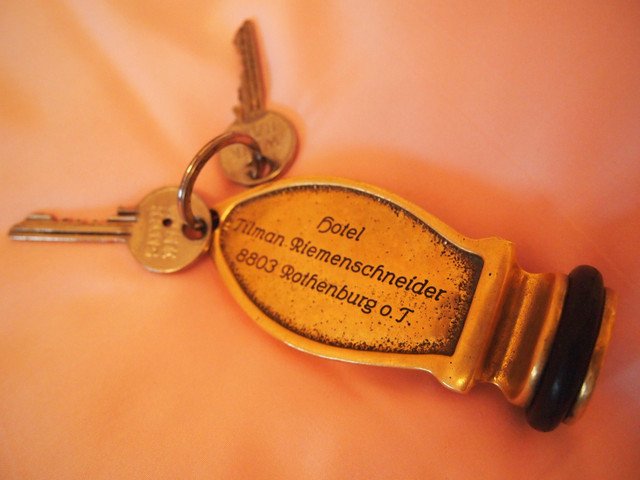 Hotel
Tilman Riemenschneider
8803 Rothenburg o. T